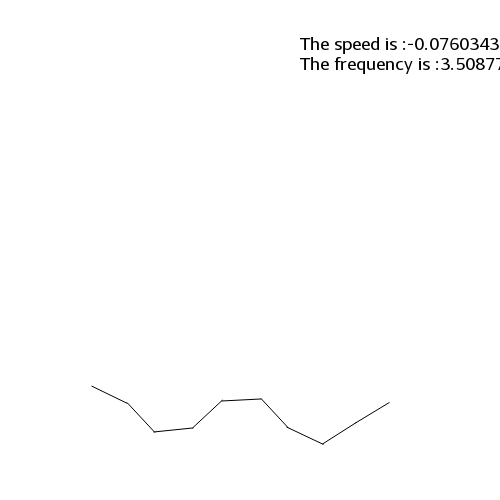 The speed is :-0.0760343
The frequency is :3.50877